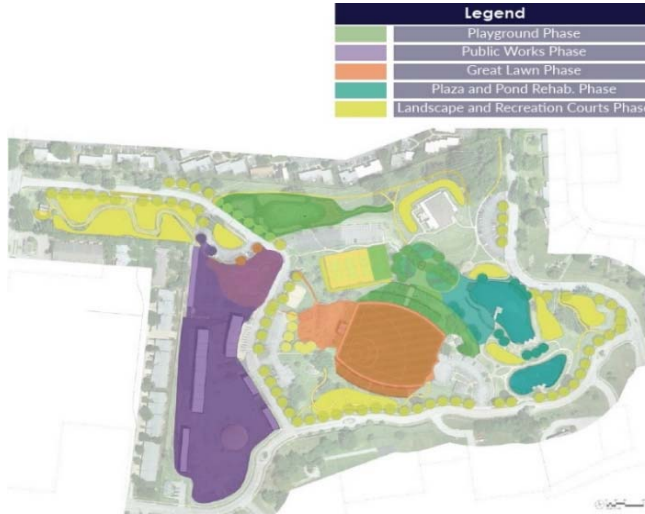 Legend
Playground Phase
Public Works Phase
Great Lawn Phase
Plaza and Pond Rehab. Phase
Landscape and Recreation Courts Phase